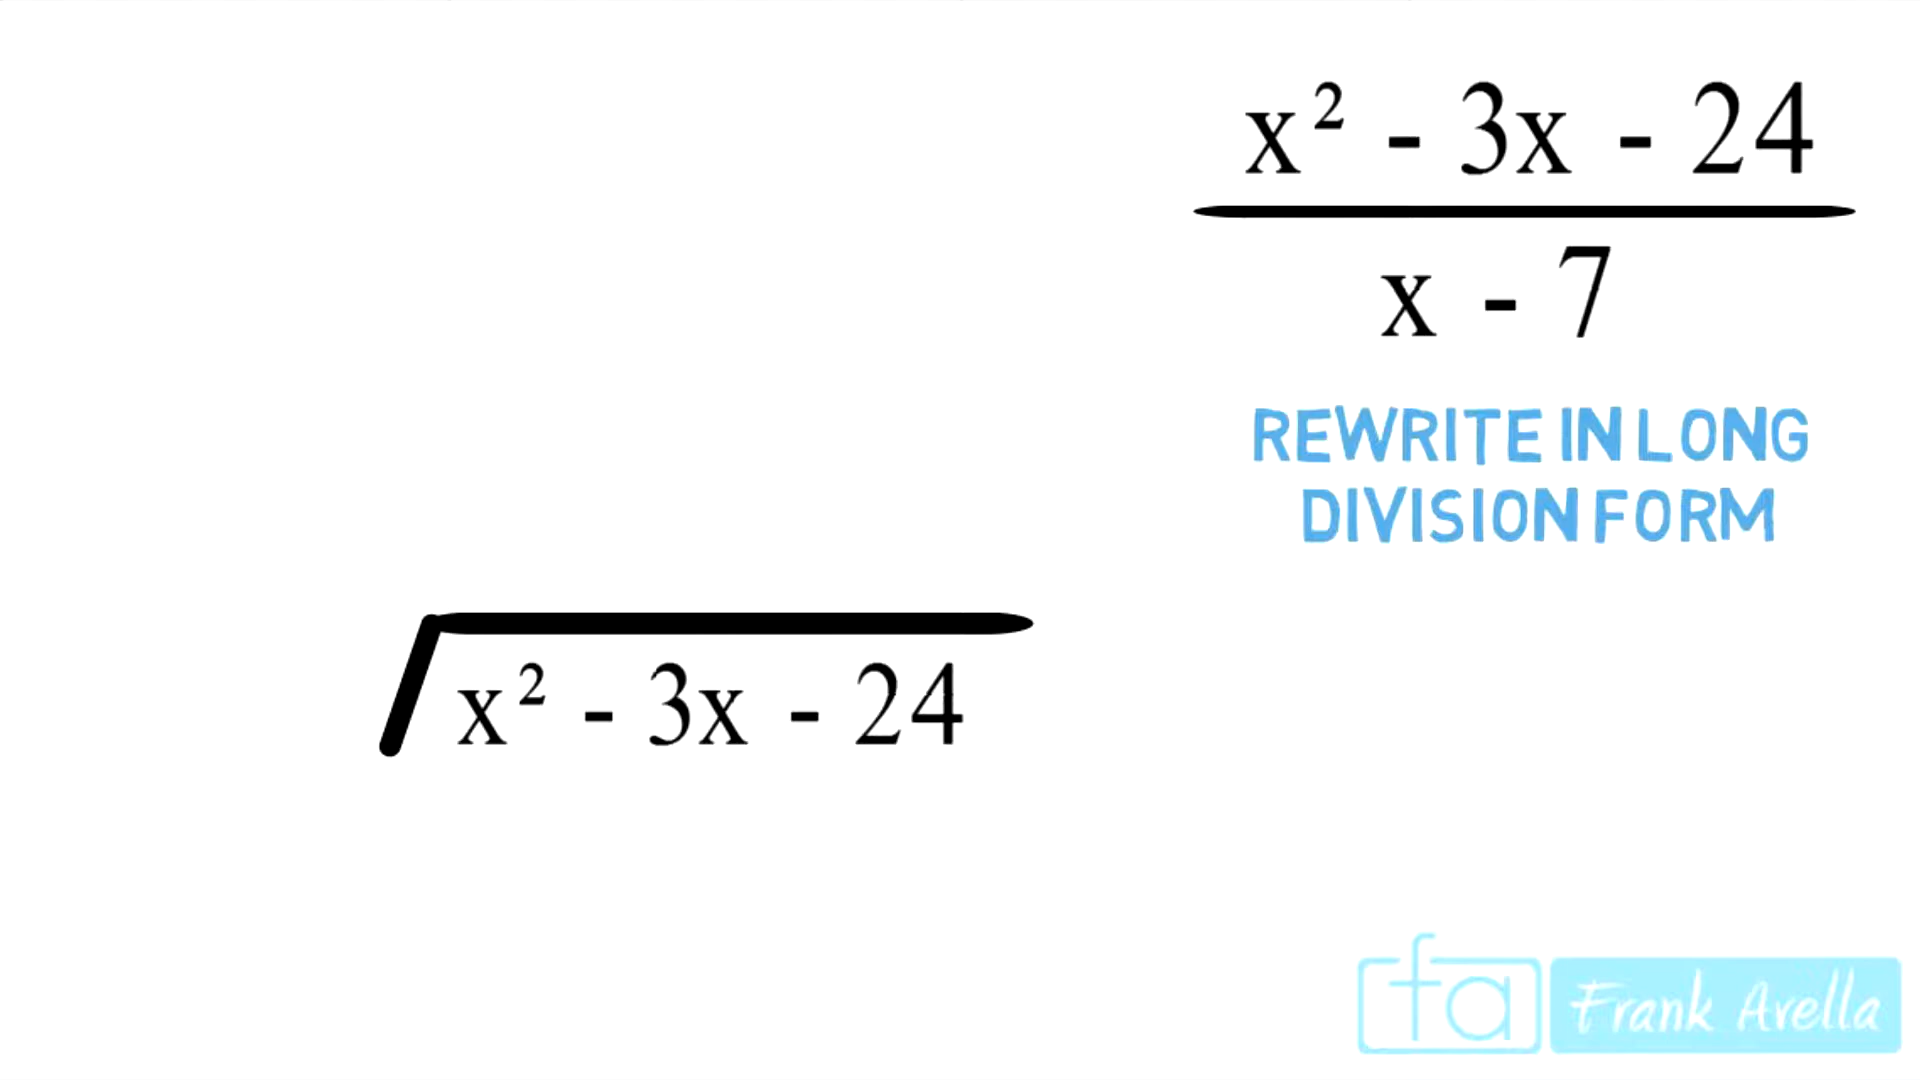 x² - 3x - 24
x - 7
REWRITE IN LONG
DIVISION FORM
x² - 3x - 24
fa Frank Avella